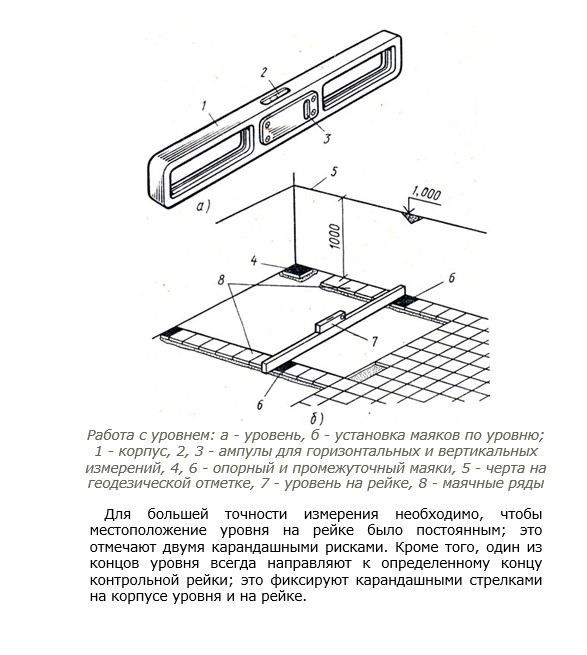 2
1
3
а)
5
1,000
1000
4
8
6
7
6
б)
Работа с уровнем: а - уровень, б - установка маяков по уровню;
1 - корпус, 2, 3 - ампулы для горизонтальных и вертикальных
измерений, 4, 6 - опорный и промежуточный маяки, 5 - черта на
геодезической отметке, 7 - уровень на рейке, 8 - маячные ряды
Для большей точности измерения необходимо, чтобы
местоположение уровня на рейке было постоянным; это
отмечают двумя карандашными рисками. Кроме того, один из
концов уровня всегда направляют к определенному концу
контрольной рейки; это фиксируют карандашными стрелками
на корпусе уровня и на рейке.